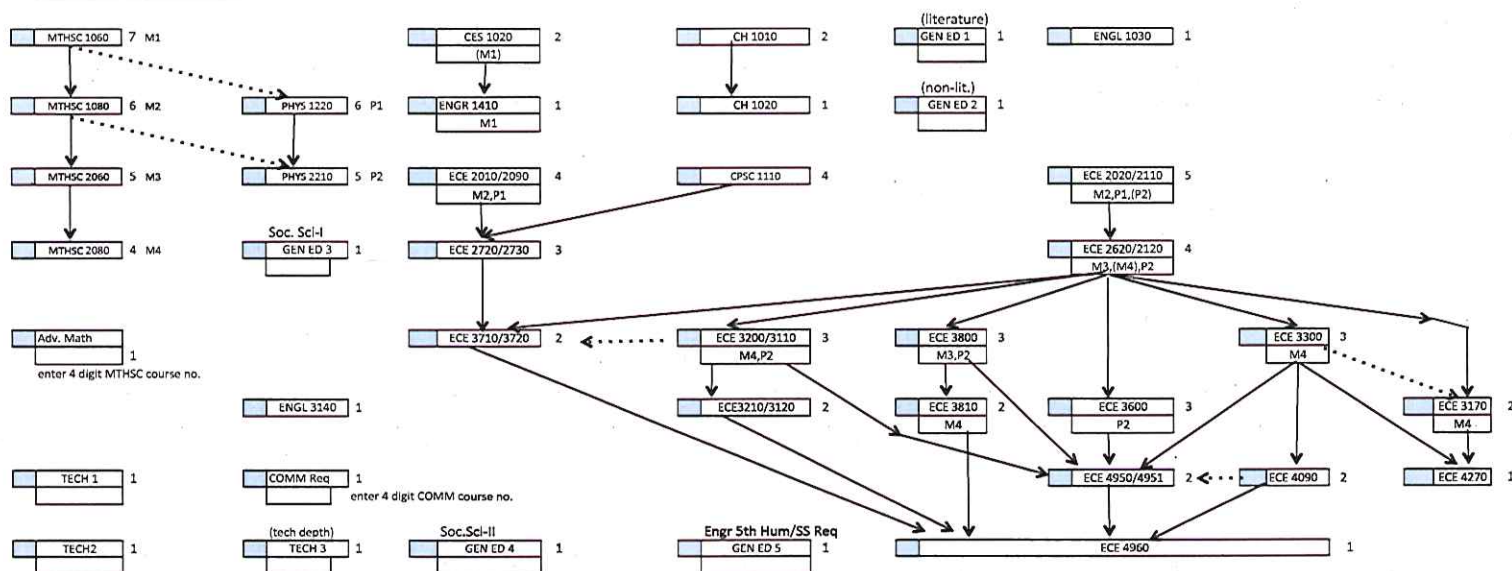 (literature)
MTHSC 1060 7 M1 CES 1020 2 CH 1010 2 GEN ED 1 1 ENGL 1030 1
(M1)
(non-lit.)
MTHSC 1080 6 M2 PHYS 1220 6 P1 ENGR 1410 1 CH 1020 1 GEN ED 2 1
M1
MTHSC 2060 5 M3 PHYS 2210 5 P2 ECE 2010/2090 4 CPSC 1110 4 ECE 2020/2110 5
M2,P1 M2,P1,(P2)
Soc. Sci-I
MTHSC 2080 4 M4 GEN ED 3 1 ECE 2720/2730 3 ECE 2620/2120 4
M3,(M4),P2
Adv. Math 1 ECE 3710/3720 2 ECE 3200/3110 3 ECE 3800 3 ECE 3300 3
M4,P2 M3,P2 M4
enter 4 digit MTHSC course no.
ENGL 3140 1 ECE3210/3120 2 ECE 3810 2 ECE 3600 3 ECE 3170 2
M4 P2 M4
TECH 1 1 COMM Req 1 ECE 4950/4951 2 ECE 4090 2 ECE 4270 1
enter 4 digit COMM course no.
(tech depth) Soc.Sci-II Engr 5th Hum/SS Req
TECH2 1 TECH 3 1 GEN ED 4 1 GEN ED 5 1 ECE 4960 1